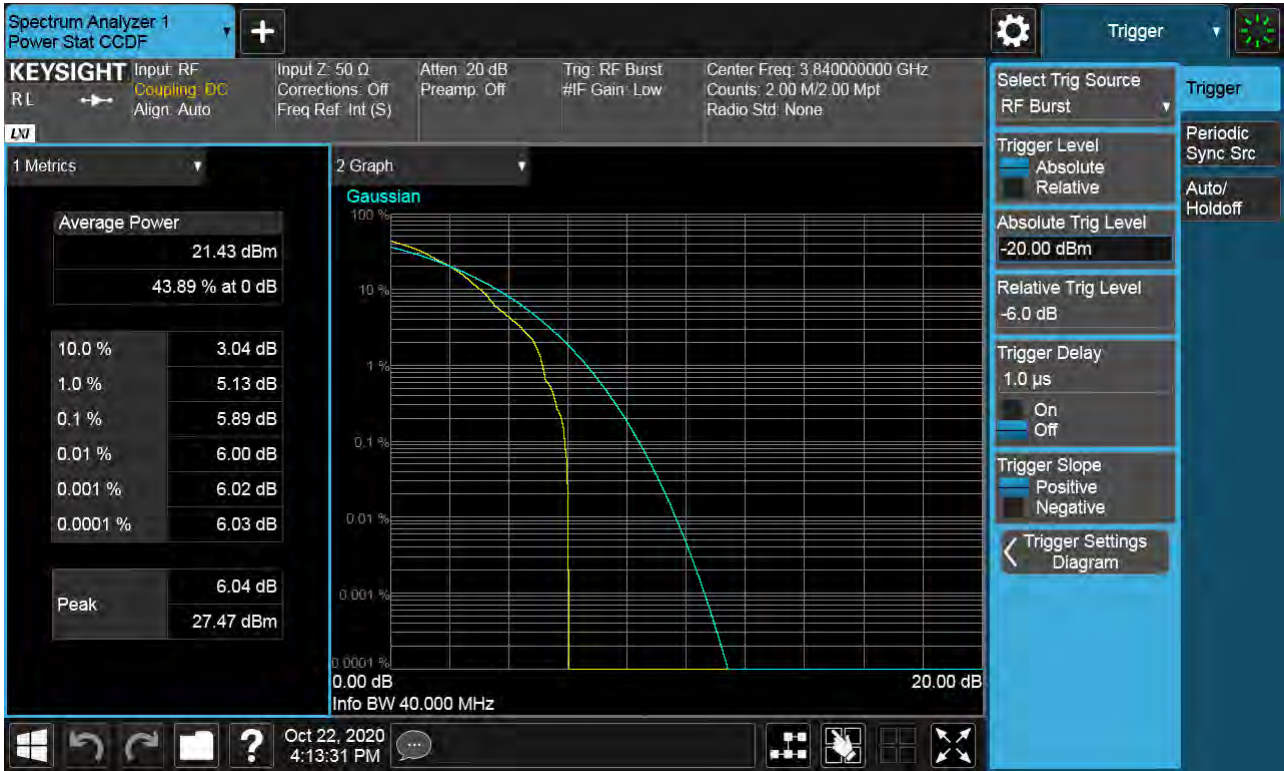 Spectrum Analyzer 1
Power Stat CCDF
Trigger
KEYSIGHT
RL
LXI
Input: RF
Coupling: DC
Align: Auto
Input Z: 50 Ω
Corrections: Off
Freq Ref: Int (S)
Atten: 20 dB
Preamp: Off
Trig: RF Burst
#IF Gain: Low
Center Freq: 3.840000000 GHz
Counts: 2.00 M/2.00 Mpt
Radio Std: None
1 Metrics
Average Power
21.43 dBm
43.89 % at 0 dB
10.0 % 3.04 dB
1.0 % 5.13 dB
0.1 % 5.89 dB
0.01 % 6.00 dB
0.001 % 6.02 dB
0.0001 % 6.03 dB
Peak
6.04 dB
27.47 dBm
2 Graph
Gaussian
100 %
10 %
1 %
0.1 %
0.01 %
0.001 %
0.0001 %
0.00 dB 20.00 dB
Info BW 40.000 MHz
Select Trig Source
RF Burst
Trigger Level
Absolute
Relative
Absolute Trig Level
-20.00 dBm
Relative Trig Level
-6.0 dB
Trigger Delay
1.0 µs
On
Off
Trigger Slope
Positive
Negative
Trigger Settings
Diagram
Trigger
Periodic
Sync Src
Auto/
Holdoff
Oct 22, 2020
4:13:31 PM